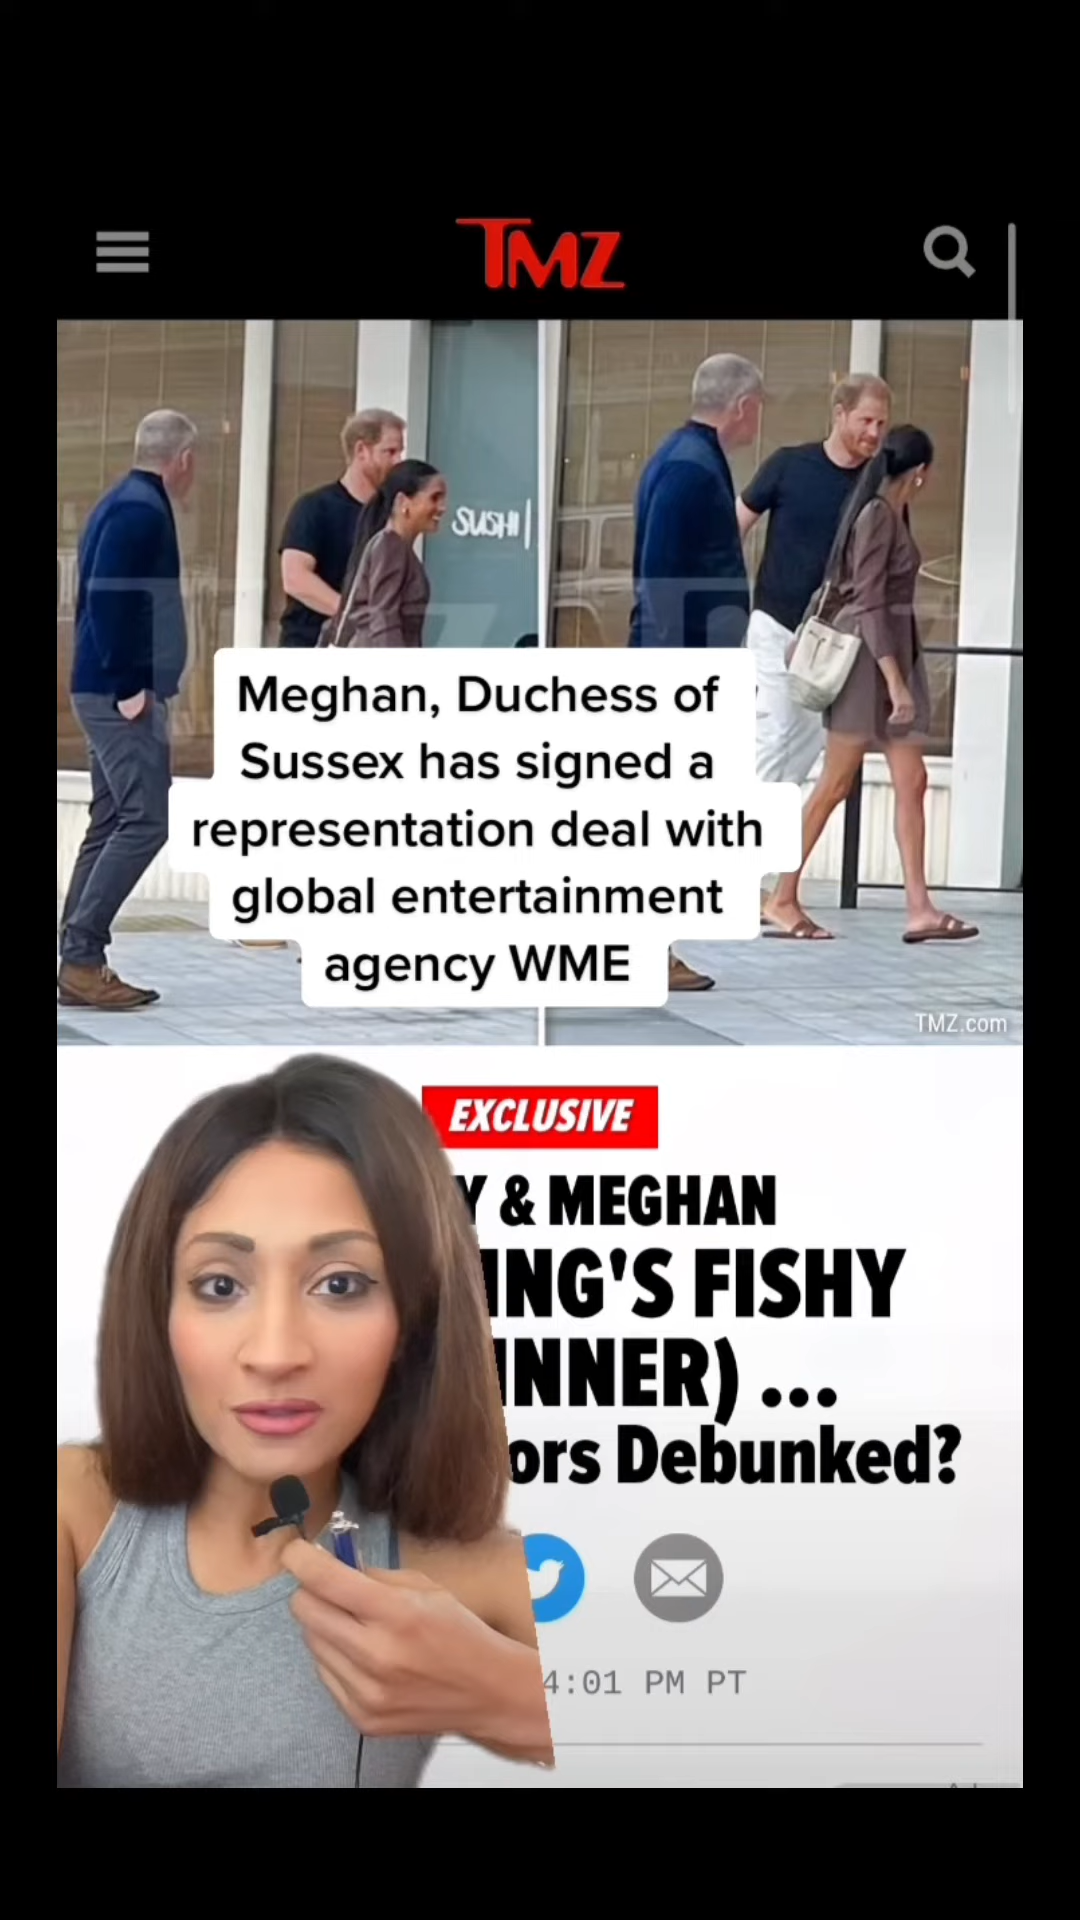 TMZ
SUSHI
Meghan, Duchess of
Sussex has signed a
representation deal with
global entertainment
agency WME
TMZ.com
EXCLUSIVE
Y & MEGHAN
ING'S FISHY
INNER) ...
ors Debunked?
4:01 PM PT